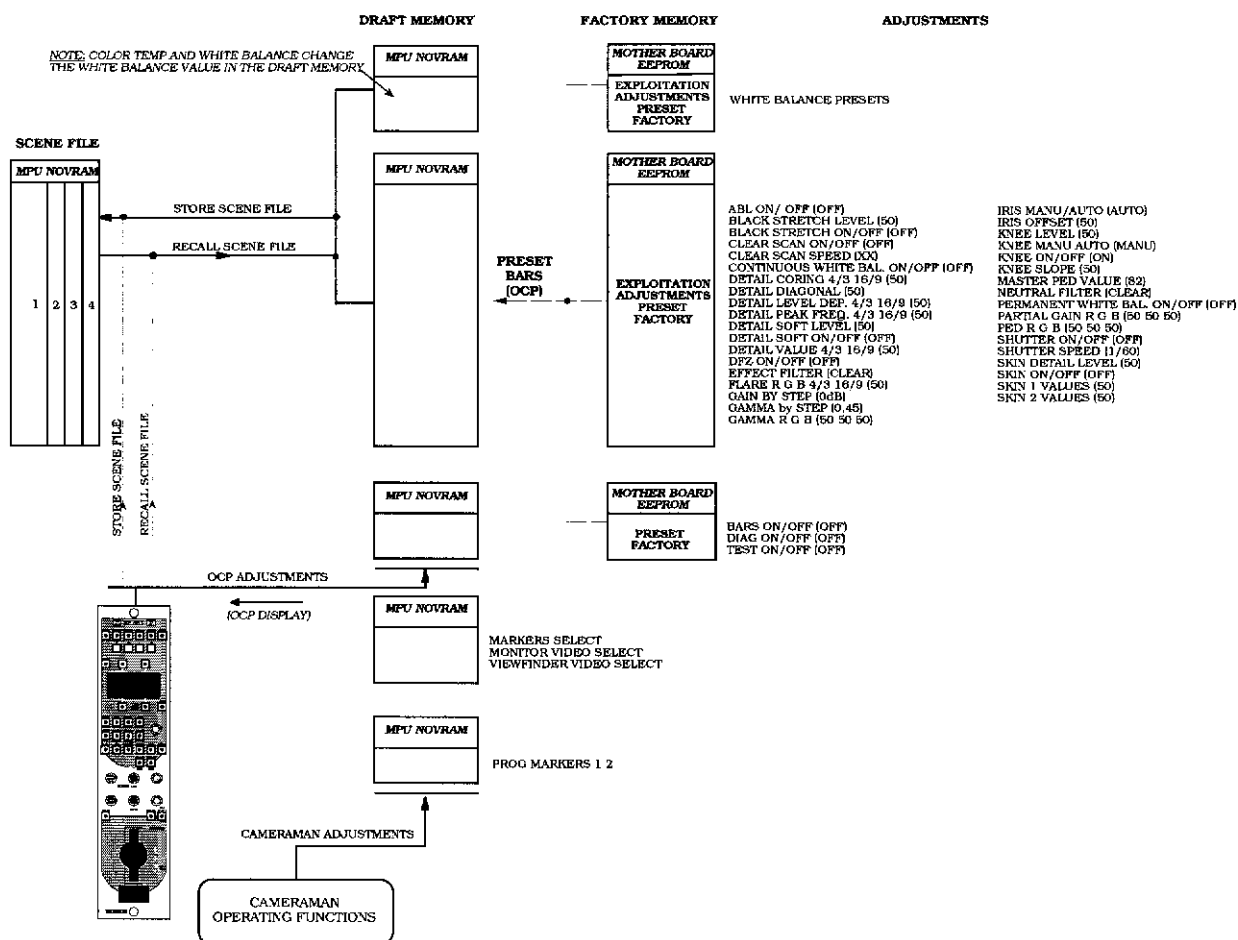 DRAFT MEMORY
FACTORY MEMORY
ADJUSTMENTS
NOTE: COLOR TEMP AND WHITE BALANCE CHANGE
THE WHITE BALANCE VALUE IN THE DRAFT MEMORY
MPU NOVRAM
MOTHER BOARD
EEPROM
EXPLOITATION
ADJUSTMENTS
PRESET
FACTORY
WHITE BALANCE PRESETS
SCENE FILE
MPU NOVRAM
1 2 3 4
STORE SCENE FILE
RECALL SCENE FILE
STORE SCENE FILE
RECALL SCENE FILE
MPU NOVRAM
PRESET
BARS
(OCP)
MOTHER BOARD
EEPROM
EXPLOITATION
ADJUSTMENTS
PRESET
FACTORY
ABL ON/ OFF (OFF)
BLACK STRETCH LEVEL (50)
BLACK STRETCH ON/OFF (OFF)
CLEAR SCAN ON/OFF (OFF)
CLEAR SCAN SPEED (XX)
CONTINUOUS WHITE BAL. ON/OFF (OFF)
DETAIL CORING 4/3 16/9 (50)
DETAIL DIAGONAL (50)
DETAIL LEVEL DEP. 4/3 16/9 (50)
DETAIL PEAK FREQ. 4/3 16/9 (50)
DETAIL SOFT LEVEL (50)
DETAIL SOFT ON/OFF (OFF)
DETAIL VALUE 4/3 16/9 (50)
DFZ ON/OFF (OFF)
EFFECT FILTER (CLEAR)
FLARE R G B 4/3 16/9 (50)
GAIN BY STEP (0dB)
GAMMA by STEP (0,45)
GAMMA R G B (50 50 50)
IRIS MANU/AUTO (AUTO)
IRIS OFFSET (50)
KNEE LEVEL (50)
KNEE MANU AUTO (MANU)
KNEE ON/OFF (ON)
KNEE SLOPE (50)
MASTER PED VALUE (82)
NEUTRAL FILTER (CLEAR)
PERMANENT WHITE BAL. ON/OFF (OFF)
PARTIAL GAIN R G B (50 50 50)
PED R G B (50 50 50)
SHUTTER ON/OFF (OFF)
SHUTTER SPEED (1/60)
SKIN DETAIL LEVEL (50)
SKIN ON/OFF (OFF)
SKIN 1 VALUES (50)
SKIN 2 VALUES (50)
MPU NOVRAM
MOTHER BOARD
EEPROM
PRESET
FACTORY
BARS ON/OFF (OFF)
DIAG ON/OFF (OFF)
TEST ON/OFF (OFF)
OCP ADJUSTMENTS
(OCP DISPLAY)
MPU NOVRAM
MARKERS SELECT
MONITOR VIDEO SELECT
VIEWFINDER VIDEO SELECT
MPU NOVRAM
PROG MARKERS 1 2
CAMERAMAN ADJUSTMENTS
CAMERAMAN
OPERATING FUNCTIONS